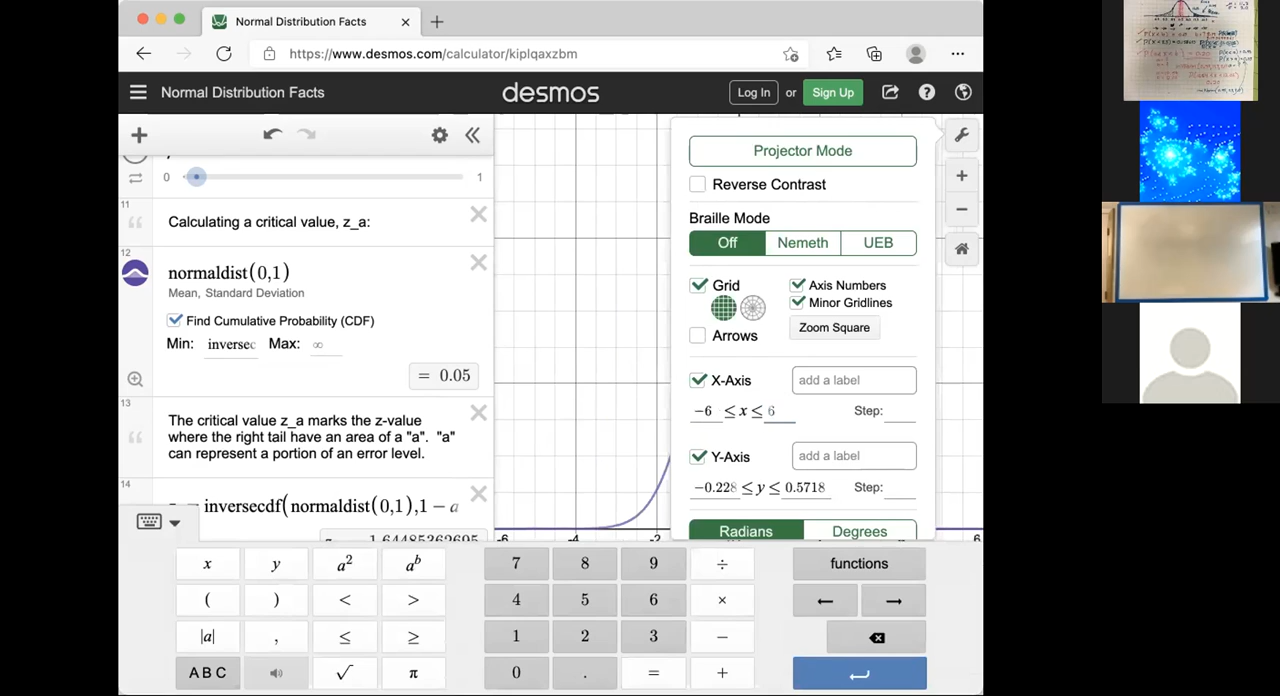 Normal Distribution Facts
https://www.desmos.com/calculator/kiplqaxzbm
Normal Distribution Facts
desmos
Log In or Sign Up
0 1
11
Calculating a critical value, z_a:
12
normaldist(0,1)
Mean, Standard Deviation
Find Cumulative Probability (CDF)
Min: inversec Max: ∞
= 0.05
13
The critical value z_a marks the z-value
where the right tail have an area of a "a". "a"
can represent a portion of an error level.
14
= inversecdf(normaldist(0,1),1 − a
1.64485362695
Projector Mode
Reverse Contrast
Braille Mode
Off Nemeth UEB
Grid
Axis Numbers
Minor Gridlines
Arrows
Zoom Square
X-Axis add a label
−6 ≤ x ≤ 6 Step:
Y-Axis add a label
−0.228 ≤ y ≤ 0.5718 Step:
Radians Degrees
-6 -4 -2 6
x y a² aᵇ 7 8 9 ÷ functions
( ) < > 4 5 6 × ← →
|a| , ≤ ≥ 1 2 3 −
A B C √ π 0 . = +